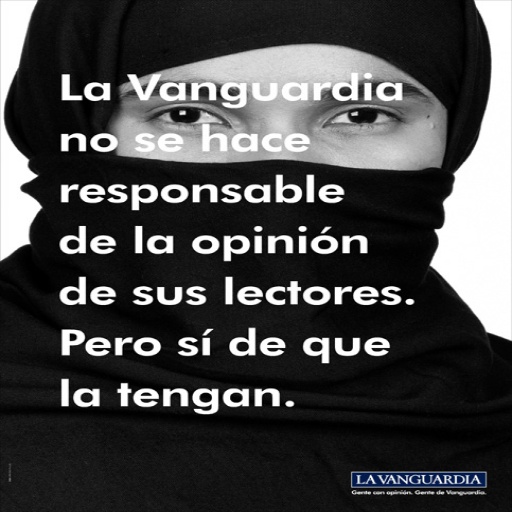 La Vanguardia
no se hace
responsable
de la opinión
de sus lectores.
Pero sí de que
la tengan.
LA VANGUARDIA
Gente con opinión. Gente de Vanguardia.